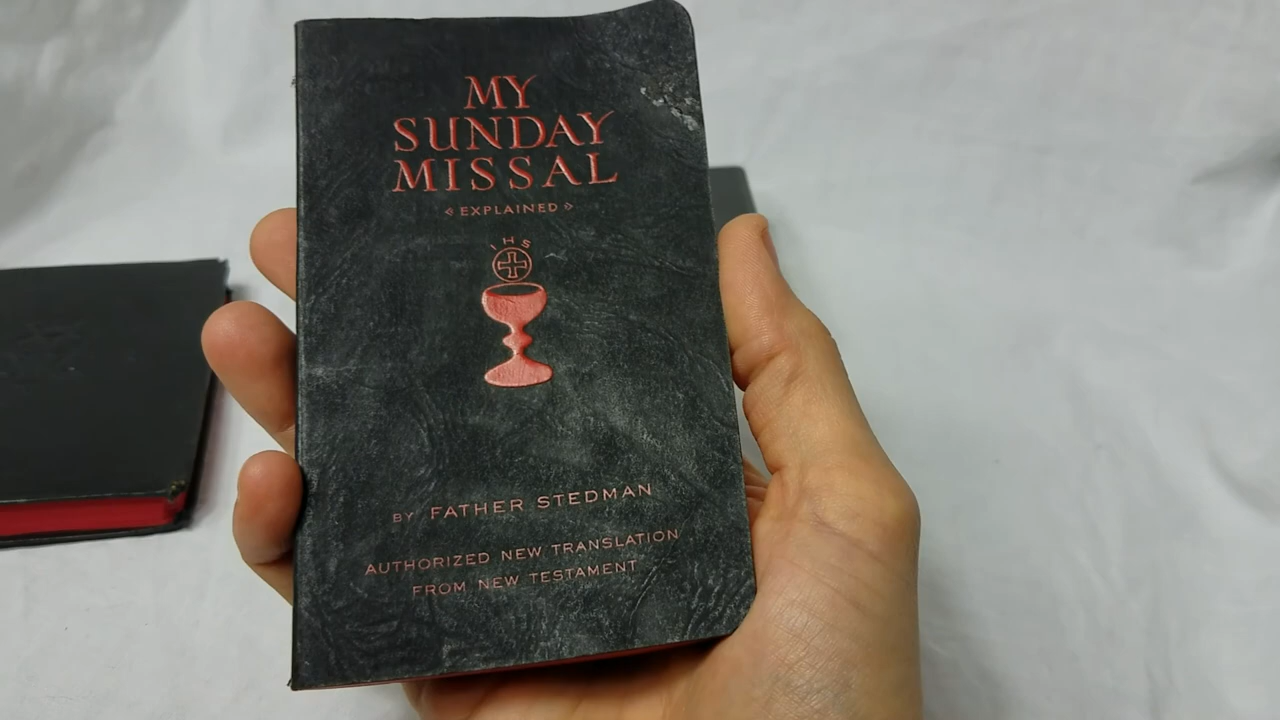 MY
SUNDAY
MISSAL
« EXPLAINED »
IHS
BY FATHER STEDMAN
AUTHORIZED NEW TRANSLATION
FROM NEW TESTAMENT